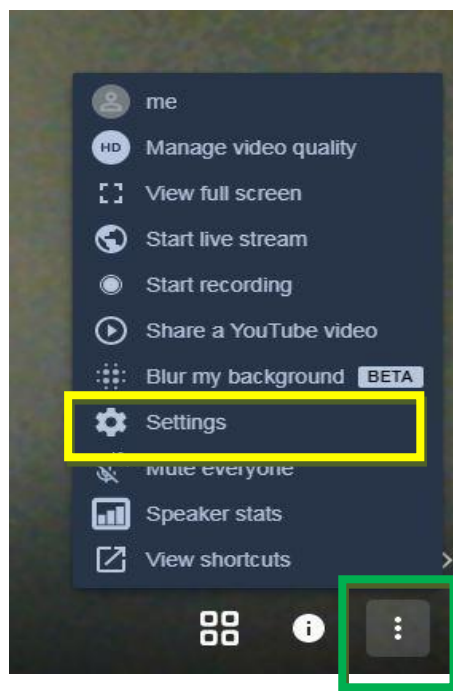 me
HD Manage video quality
View full screen
Start live stream
Start recording
Share a YouTube video
Blur my background BETA
Settings
Mute everyone
Speaker stats
View shortcuts
i